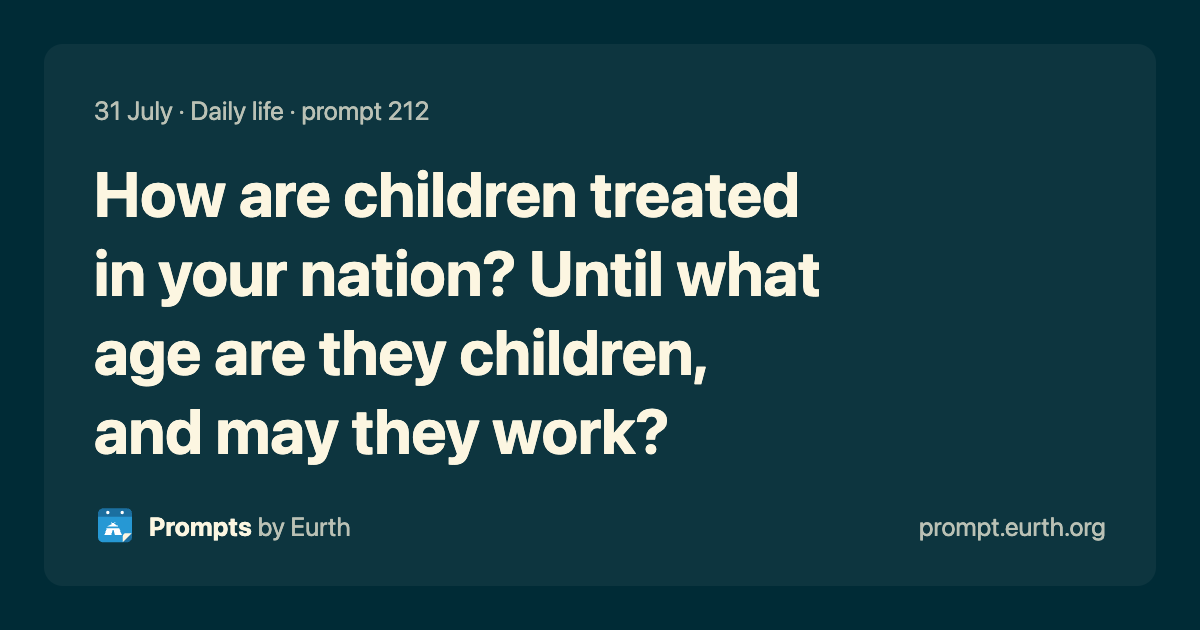 31 July · Daily life · prompt 212
How are children treated
in your nation? Until what
age are they children,
and may they work?
Prompts by Eurth
prompt.eurth.org